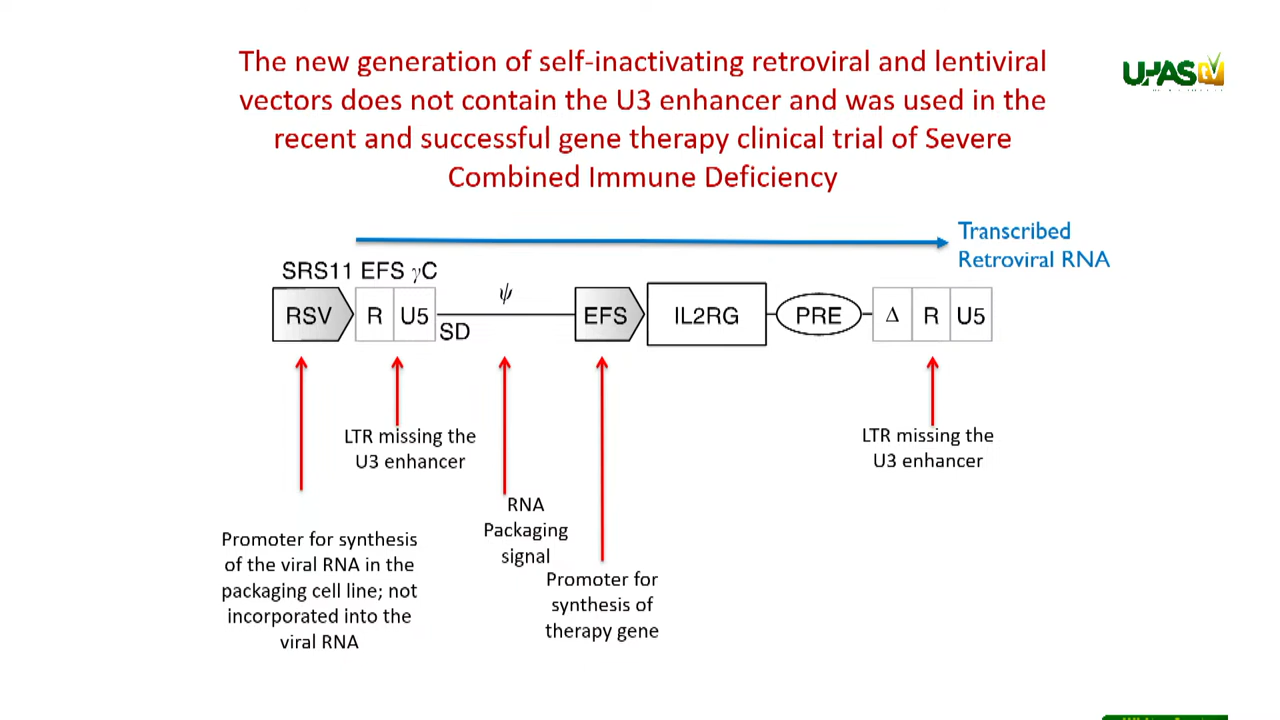 The new generation of self-inactivating retroviral and lentiviral
vectors does not contain the U3 enhancer and was used in the
recent and successful gene therapy clinical trial of Severe
Combined Immune Deficiency
UPAS TV
Transcribed
Retroviral RNA
SRS11 EFS γC
RSV R U5 SD ψ EFS IL2RG PRE Δ R U5
LTR missing the
U3 enhancer
LTR missing the
U3 enhancer
RNA
Packaging
signal
Promoter for synthesis
of the viral RNA in the
packaging cell line; not
incorporated into the
viral RNA
Promoter for
synthesis of
therapy gene